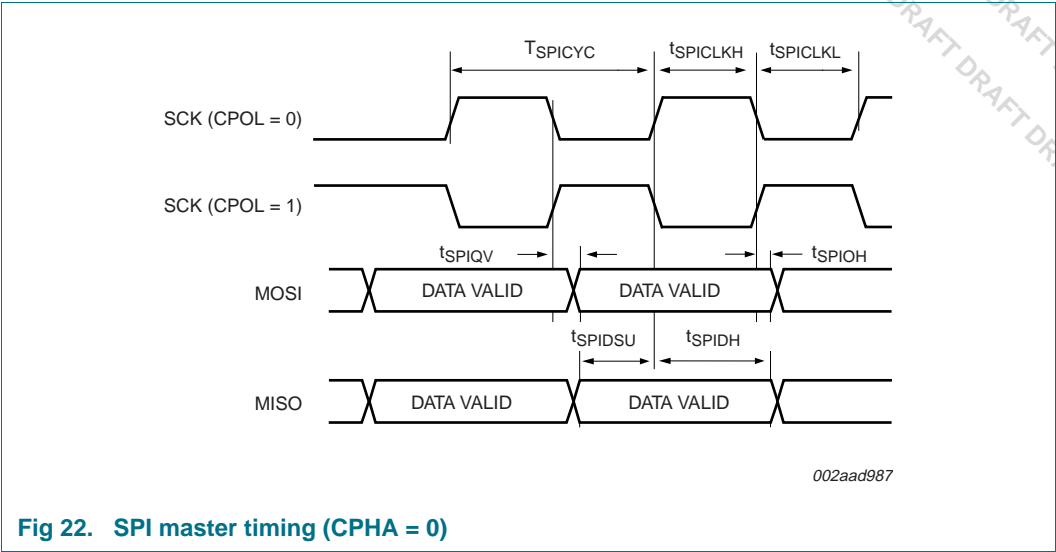 DRAFT DRAFT DR
DRAFT
TSPICYC tSPICLKH tSPICLKL
SCK (CPOL = 0)
SCK (CPOL = 1)
tSPIQV tSPIOH
MOSI DATA VALID DATA VALID
tSPIDSU tSPIDH
MISO DATA VALID DATA VALID
002aad987
Fig 22. SPI master timing (CPHA = 0)